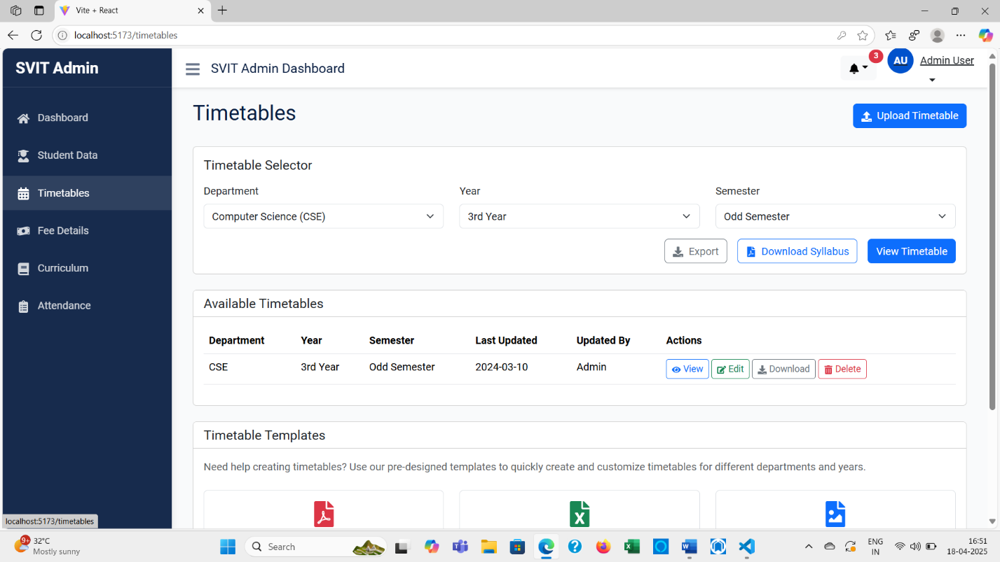 Vite + React
localhost:5173/timetables
SVIT Admin
SVIT Admin Dashboard
3
AU
Admin User
Dashboard
Student Data
Timetables
Fee Details
Curriculum
Attendance
Timetables
Upload Timetable
Timetable Selector
Department Year Semester
Computer Science (CSE) 3rd Year Odd Semester
Export Download Syllabus View Timetable
Available Timetables
Department Year Semester Last Updated Updated By Actions
CSE 3rd Year Odd Semester 2024-03-10 Admin View Edit Download Delete
Timetable Templates
Need help creating timetables? Use our pre-designed templates to quickly create and customize timetables for different departments and years.
localhost:5173/timetables
9+
32°C
Mostly sunny
Search
ENG
IN
16:51
18-04-2025